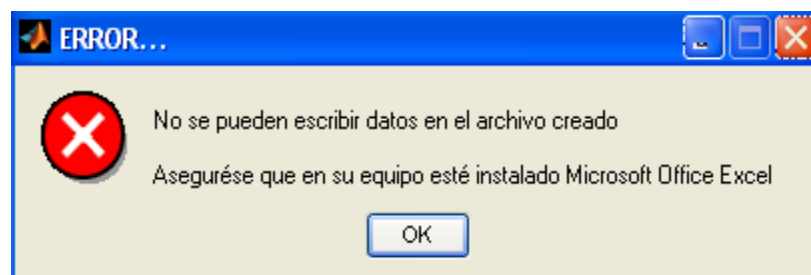 ERROR...
No se pueden escribir datos en el archivo creado
Asegurése que en su equipo esté instalado Microsoft Office Excel
OK